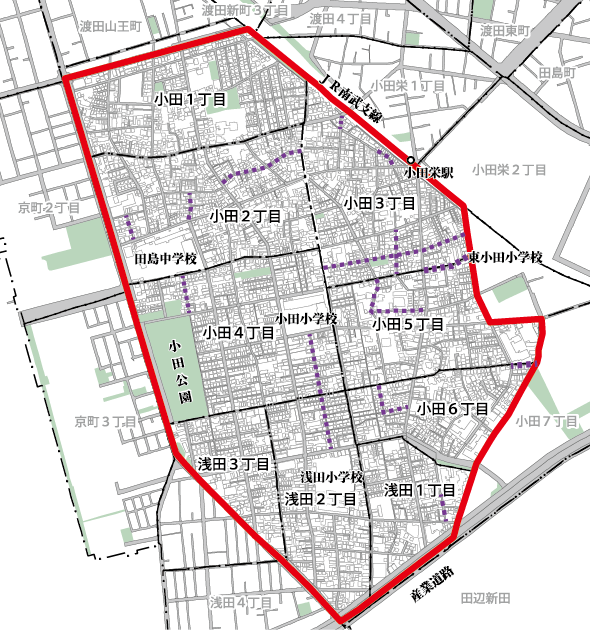 渡田新町３丁目
渡田山王町
渡田４丁目
渡田東町
田島町
ＪＲ南武支線
小田栄１丁目
小田１丁目
小田栄駅
小田栄２丁目
京町２丁目
小田２丁目
小田３丁目
田島中学校
東小田小学校
小田公園
小田４丁目
小田小学校
小田５丁目
京町３丁目
小田６丁目
小田７丁目
浅田３丁目
浅田小学校
浅田２丁目
浅田１丁目
産業道路
浅田４丁目
田辺新田